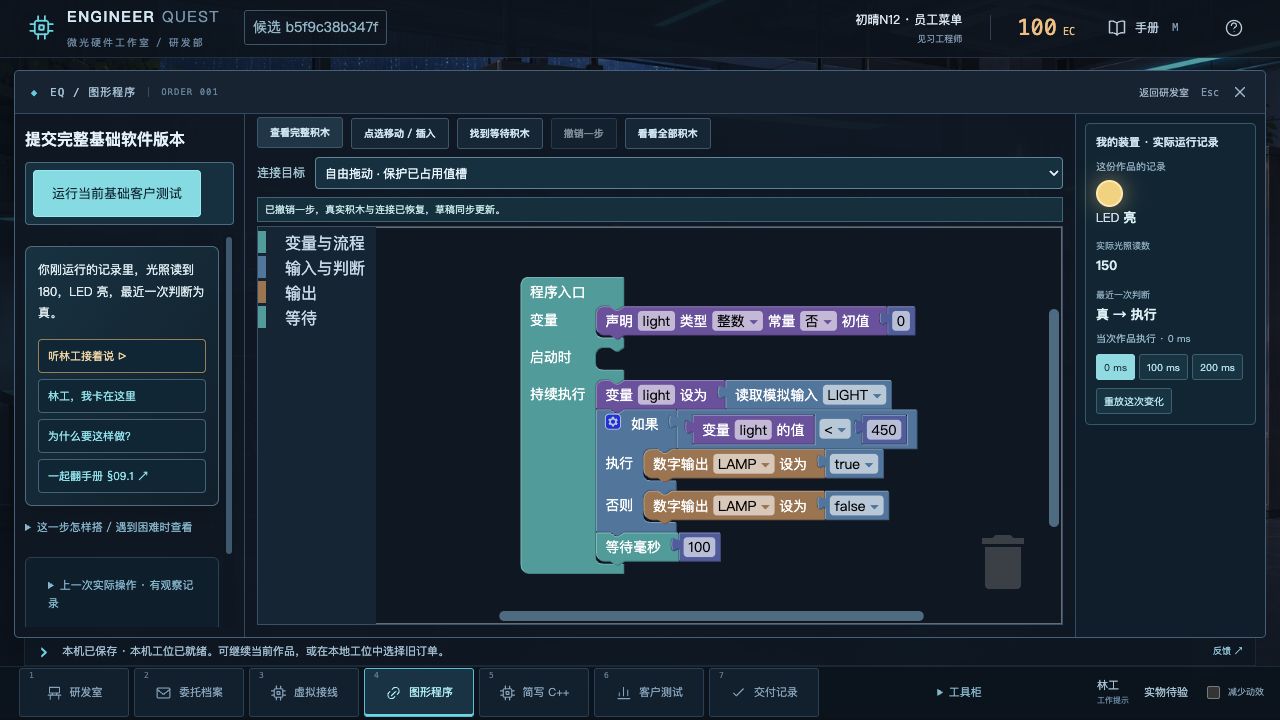 ENGINEER QUEST
微光硬件工作室 / 研发部
候选 b5f9c38b347f
初晴N12 · 员工菜单
见习工程师
100 EC
手册 M
EQ / 图形程序 ORDER 001
返回研发室 Esc
提交完整基础软件版本
运行当前基础客户测试
你刚运行的记录里，光照读到
180，LED 亮，最近一次判断为
真。
听林工接着说
林工，我卡在这里
为什么要这样做？
一起翻手册 §09.1 ↗
这一步怎样搭 / 遇到困难时查看
上一次实际操作 · 有观察记
录
查看完整积木 点选移动 / 插入 找到等待积木 撤销一步 看看全部积木
连接目标 自由拖动 · 保护已占用值槽
已撤销一步，真实积木与连接已恢复，草稿同步更新。
变量与流程
输入与判断
输出
等待
程序入口
变量 声明 light 类型 整数 常量 否 初值 0
启动时
持续执行 变量 light 设为 读取模拟输入 LIGHT
如果 变量 light 的值 < 450
执行 数字输出 LAMP 设为 true
否则 数字输出 LAMP 设为 false
等待毫秒 100
我的装置 · 实际运行记录
这份作品的记录
LED 亮
实际光照读数
150
最近一次判断
真 → 执行
当次作品执行 · 0 ms
0 ms 100 ms 200 ms
重放这次变化
本机已保存 · 本机工位已就绪。可继续当前作品，或在本地工位中选择旧订单。
反馈 ↗
1 研发室
2 委托档案
3 虚拟接线
4 图形程序
5 简写 C++
6 客户测试
7 交付记录
工具柜
林工
工作提示
实物待验
减少动效